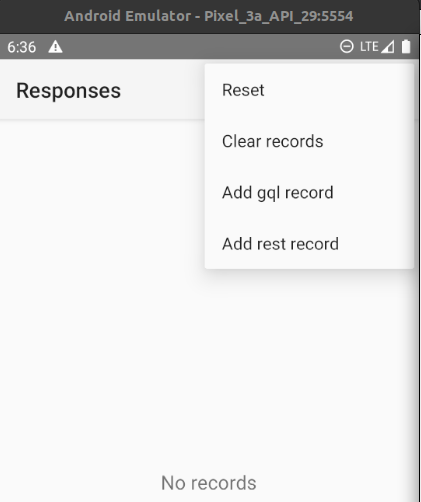 Android Emulator - Pixel_3a_API_29:5554
6:36 LTE
Responses
Reset
Clear records
Add gql record
Add rest record
No records